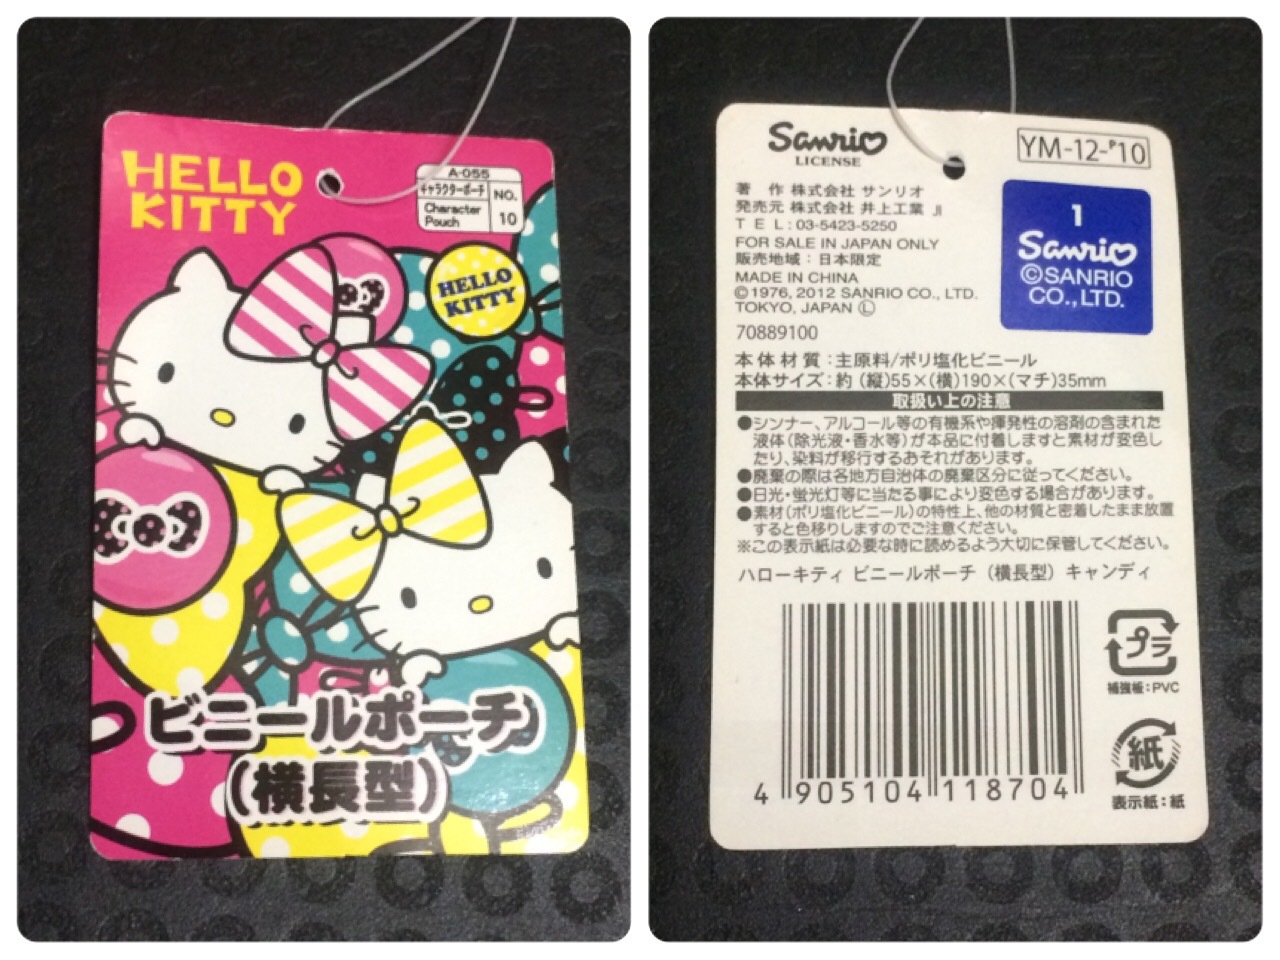 HELLO
KITTY
A-055
キャラクターポーチ
Character
Pouch
NO.
10
HELLO
KITTY
ビニールポーチ
(横長型)
Sanrio
LICENSE
YM-12-P10
著 作 株式会社 サンリオ
発売元 株式会社 井上工業 JI
T E L : 03-5423-5250
FOR SALE IN JAPAN ONLY
販売地域：日本限定
MADE IN CHINA
©1976, 2012 SANRIO CO., LTD.
TOKYO, JAPAN Ⓛ
70889100
1
Sanrio
©SANRIO
CO.,LTD.
本体材質：主原料/ポリ塩化ビニール
本体サイズ：約 (縦)55×(横)190×(マチ)35mm
取扱い上の注意
●シンナー、アルコール等の有機系や揮発性の溶剤の含まれた
液体(除光液・香水等)が本品に付着しますと素材が変色し
たり、染料が移行するおそれがあります。
●廃棄の際は各地方自治体の廃棄区分に従ってください。
●日光・蛍光灯等に当たる事により変色する場合があります。
●素材(ポリ塩化ビニール)の特性上、他の材質と密着したまま放置
すると色移りしますのでご注意ください。
※この表示紙は必要な時に読めるよう大切に保管してください。
ハローキティ ビニールポーチ（横長型）キャンディ
4 905104 118704
プラ
補強板：PVC
紙
表示紙：紙